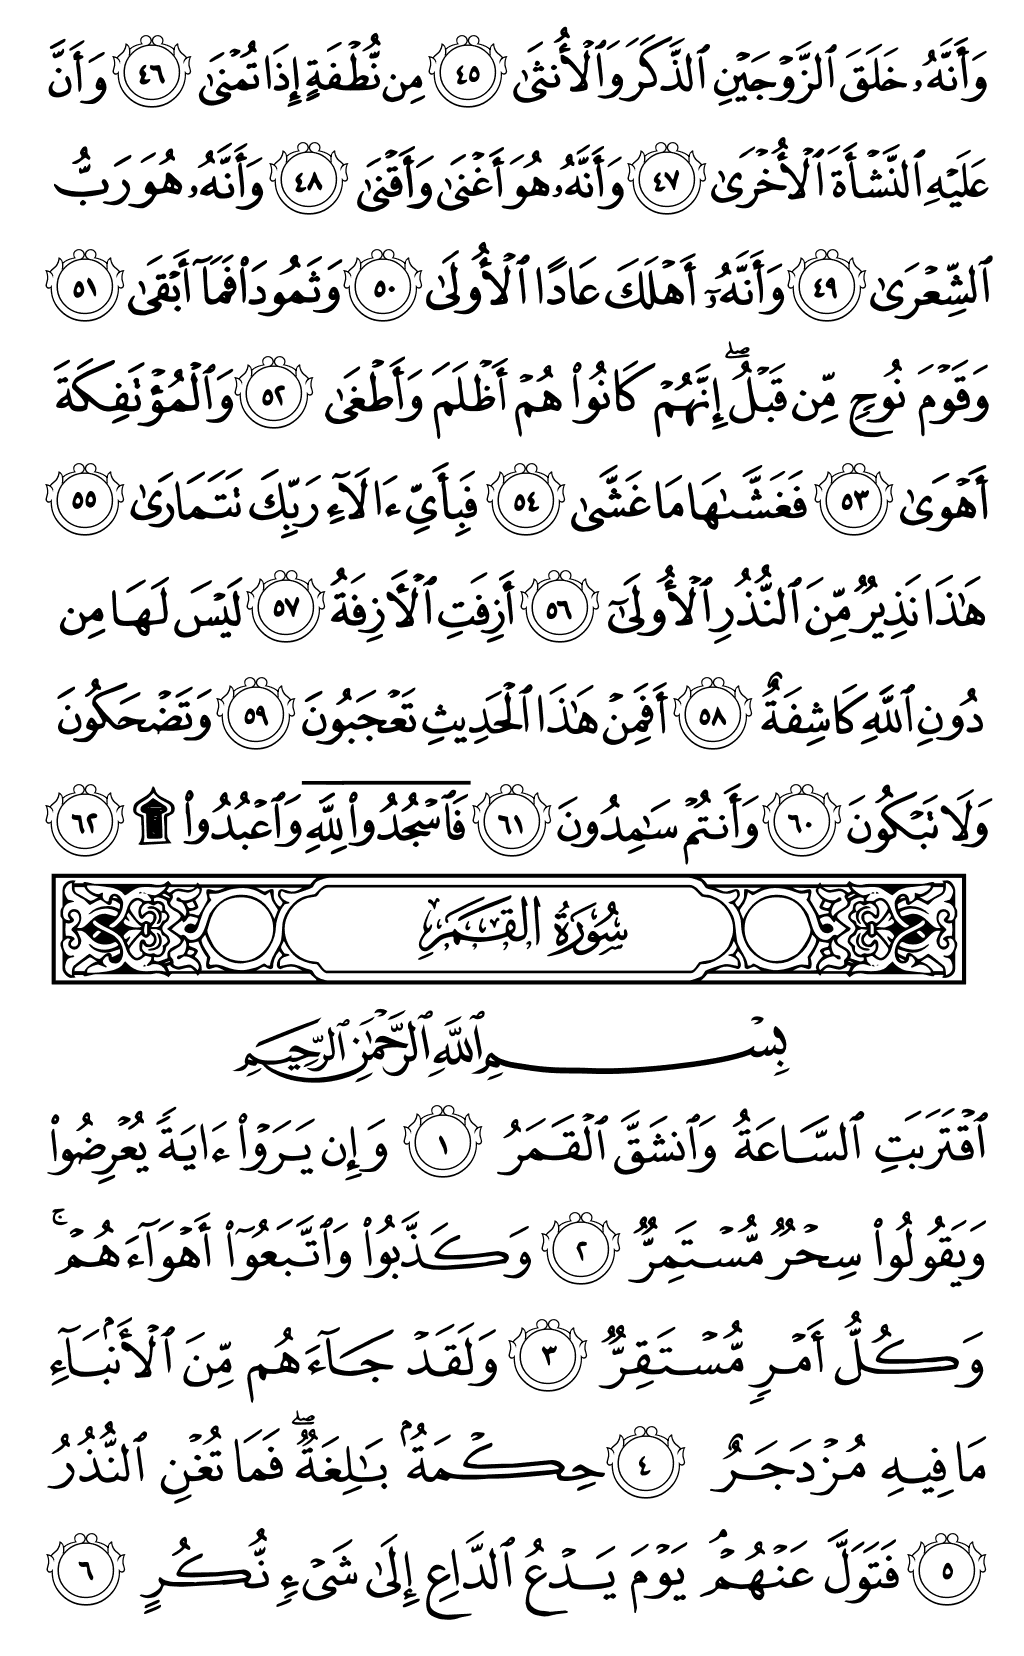 وَأَنَّهُۥ خَلَقَ ٱلزَّوۡجَيۡنِ ٱلذَّكَرَ وَٱلۡأُنثَىٰ ٤٥ مِن نُّطۡفَةٍ إِذَا تُمۡنَىٰ ٤٦ وَأَنَّ
عَلَيۡهِ ٱلنَّشۡأَةَ ٱلۡأُخۡرَىٰ ٤٧ وَأَنَّهُۥ هُوَ أَغۡنَىٰ وَأَقۡنَىٰ ٤٨ وَأَنَّهُۥ هُوَ رَبُّ
ٱلشِّعۡرَىٰ ٤٩ وَأَنَّهُۥٓ أَهۡلَكَ عَادًا ٱلۡأُولَىٰ ٥٠ وَثَمُودَاْ فَمَآ أَبۡقَىٰ ٥١
وَقَوۡمَ نُوحٖ مِّن قَبۡلُۖ إِنَّهُمۡ كَانُواْ هُمۡ أَظۡلَمَ وَأَطۡغَىٰ ٥٢ وَٱلۡمُؤۡتَفِكَةَ
أَهۡوَىٰ ٥٣ فَغَشَّىٰهَا مَا غَشَّىٰ ٥٤ فَبِأَيِّ ءَالَآءِ رَبِّكَ تَتَمَارَىٰ ٥٥
هَٰذَا نَذِيرٞ مِّنَ ٱلنُّذُرِ ٱلۡأُولَىٰٓ ٥٦ أَزِفَتِ ٱلۡأٓزِفَةُ ٥٧ لَيۡسَ لَهَا مِن
دُونِ ٱللَّهِ كَاشِفَةٌ ٥٨ أَفَمِنۡ هَٰذَا ٱلۡحَدِيثِ تَعۡجَبُونَ ٥٩ وَتَضۡحَكُونَ
وَلَا تَبۡكُونَ ٦٠ وَأَنتُمۡ سَٰمِدُونَ ٦١ فَٱسۡجُدُواْ لِلَّهِ وَٱعۡبُدُواْ ۩ ٦٢
سُورَةُ القَمَرِ
بِسۡمِ ٱللَّهِ ٱلرَّحۡمَٰنِ ٱلرَّحِيمِ
ٱقۡتَرَبَتِ ٱلسَّاعَةُ وَٱنشَقَّ ٱلۡقَمَرُ ١ وَإِن يَرَوۡاْ ءَايَةٗ يُعۡرِضُواْ
وَيَقُولُواْ سِحۡرٞ مُّسۡتَمِرّٞ ٢ وَكَذَّبُواْ وَٱتَّبَعُوٓاْ أَهۡوَآءَهُمۡۚ
وَكُلُّ أَمۡرٖ مُّسۡتَقِرّٞ ٣ وَلَقَدۡ جَآءَهُم مِّنَ ٱلۡأَنۢبَآءِ
مَا فِيهِ مُزۡدَجَرٌ ٤ حِكۡمَةُۢ بَٰلِغَةٞۖ فَمَا تُغۡنِ ٱلنُّذُرُ
٥ فَتَوَلَّ عَنۡهُمۡۘ يَوۡمَ يَدۡعُ ٱلدَّاعِ إِلَىٰ شَيۡءٖ نُّكُرٍ ٦